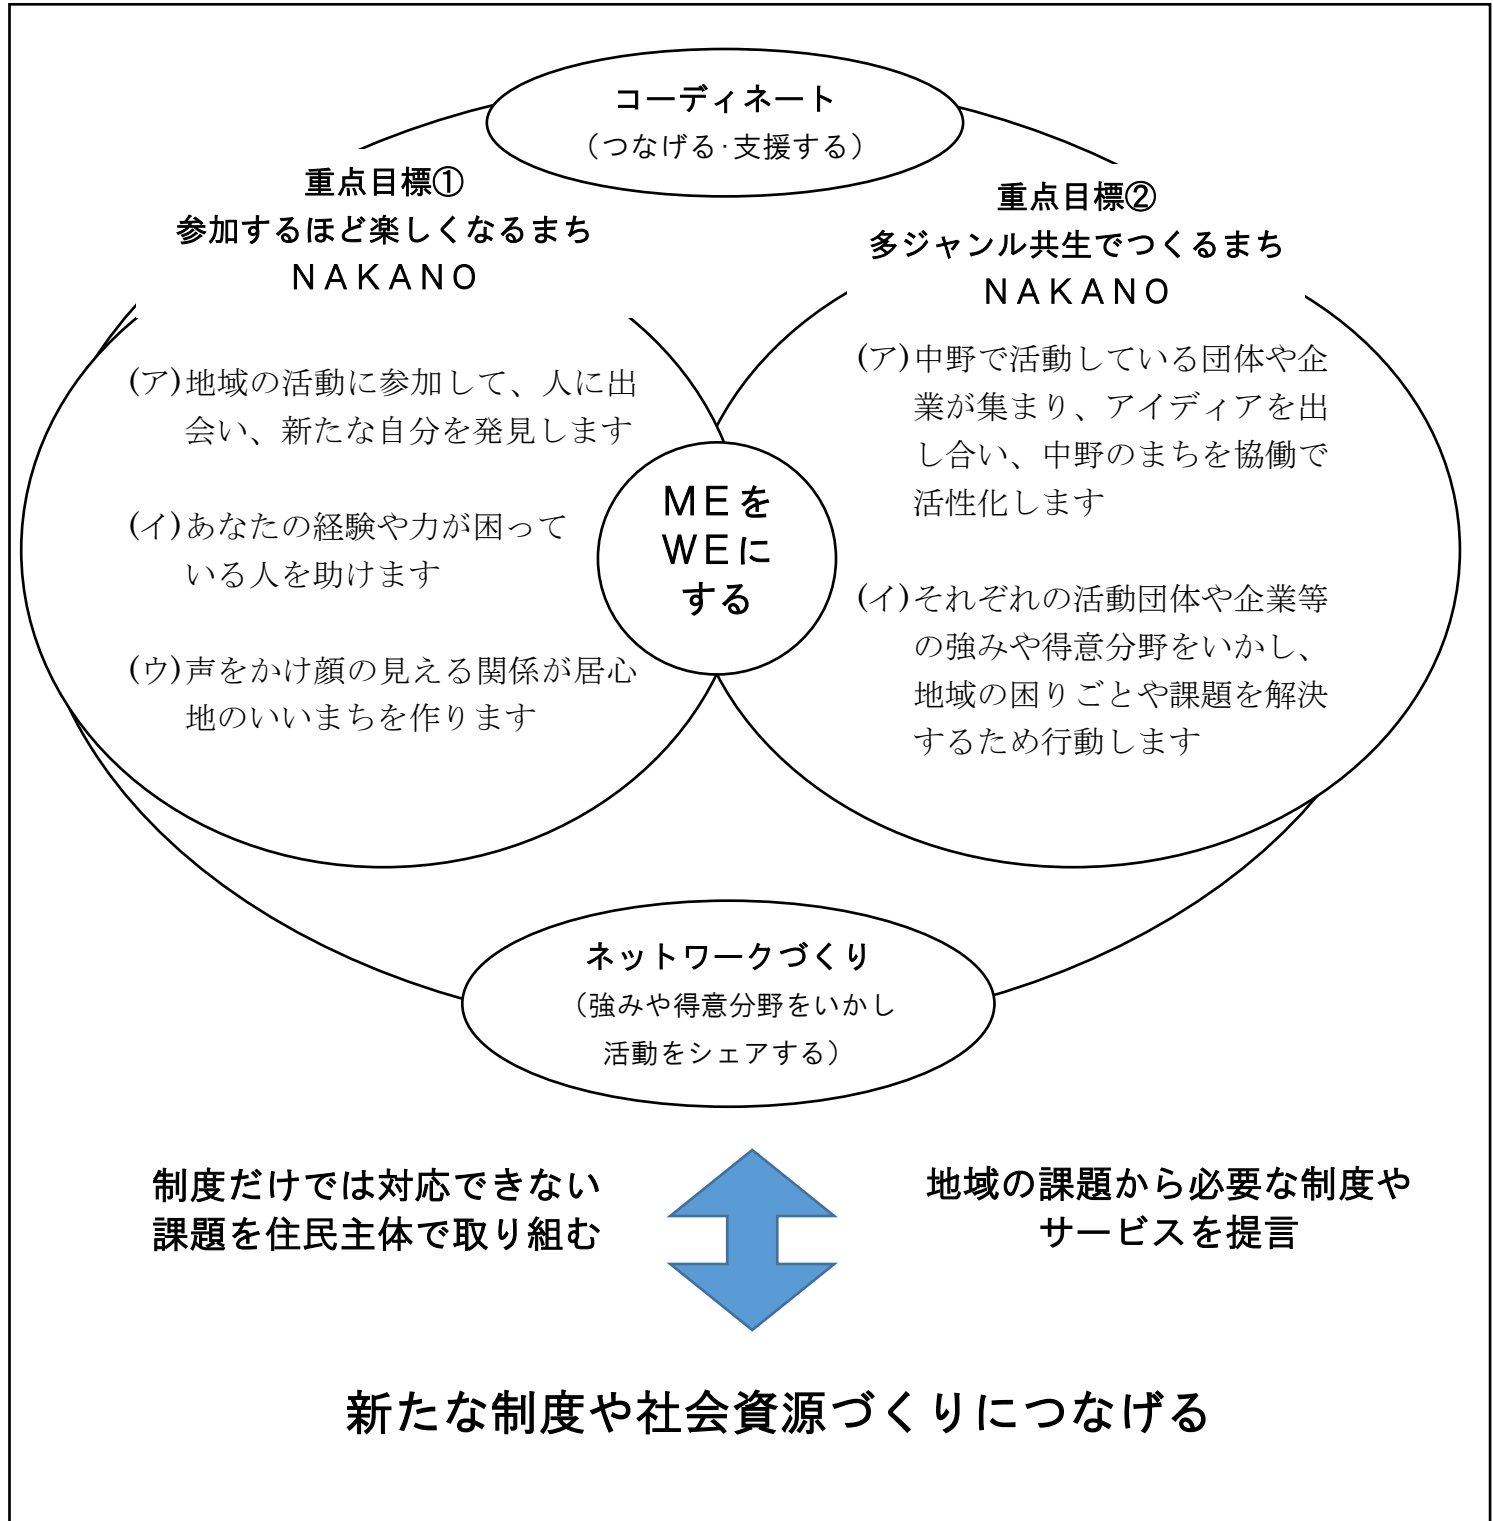 コーディネート
（つなげる･支援する）
重点目標①
参加するほど楽しくなるまち
ＮＡＫＡＮＯ
(ア)地域の活動に参加して、人に出
会い、新たな自分を発見します
(イ)あなたの経験や力が困って
いる人を助けます
(ウ)声をかけ顔の見える関係が居心
地のいいまちを作ります
ＭＥを
ＷＥに
する
重点目標②
多ジャンル共生でつくるまち
ＮＡＫＡＮＯ
(ア)中野で活動している団体や企
業が集まり、アイディアを出
し合い、中野のまちを協働で
活性化します
(イ)それぞれの活動団体や企業等
の強みや得意分野をいかし、
地域の困りごとや課題を解決
するため行動します
ネットワークづくり
（強みや得意分野をいかし
活動をシェアする）
制度だけでは対応できない
課題を住民主体で取り組む
地域の課題から必要な制度や
サービスを提言
新たな制度や社会資源づくりにつなげる